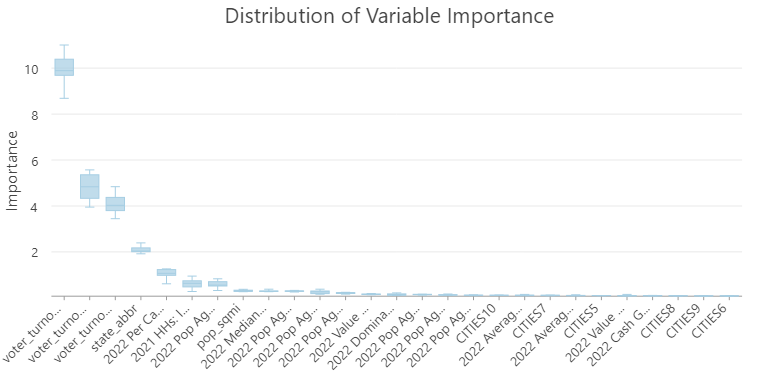 Distribution of Variable Importance
Importance
10
8
6
4
2
voter_turno...
voter_turno...
voter_turno...
state_abbr
2022 Per Ca...
2021 HHs: I...
2022 Pop Ag...
pop_sqmi
2022 Median...
2022 Pop Ag...
2022 Pop Ag...
2022 Pop Ag...
2022 Value ...
2022 Domina...
2022 Pop Ag...
2022 Pop Ag...
2022 Pop Ag...
CITIES10
2022 Averag...
CITIES7
2022 Averag...
CITIES5
2022 Value ...
2022 Cash G...
CITIES8
CITIES9
CITIES6